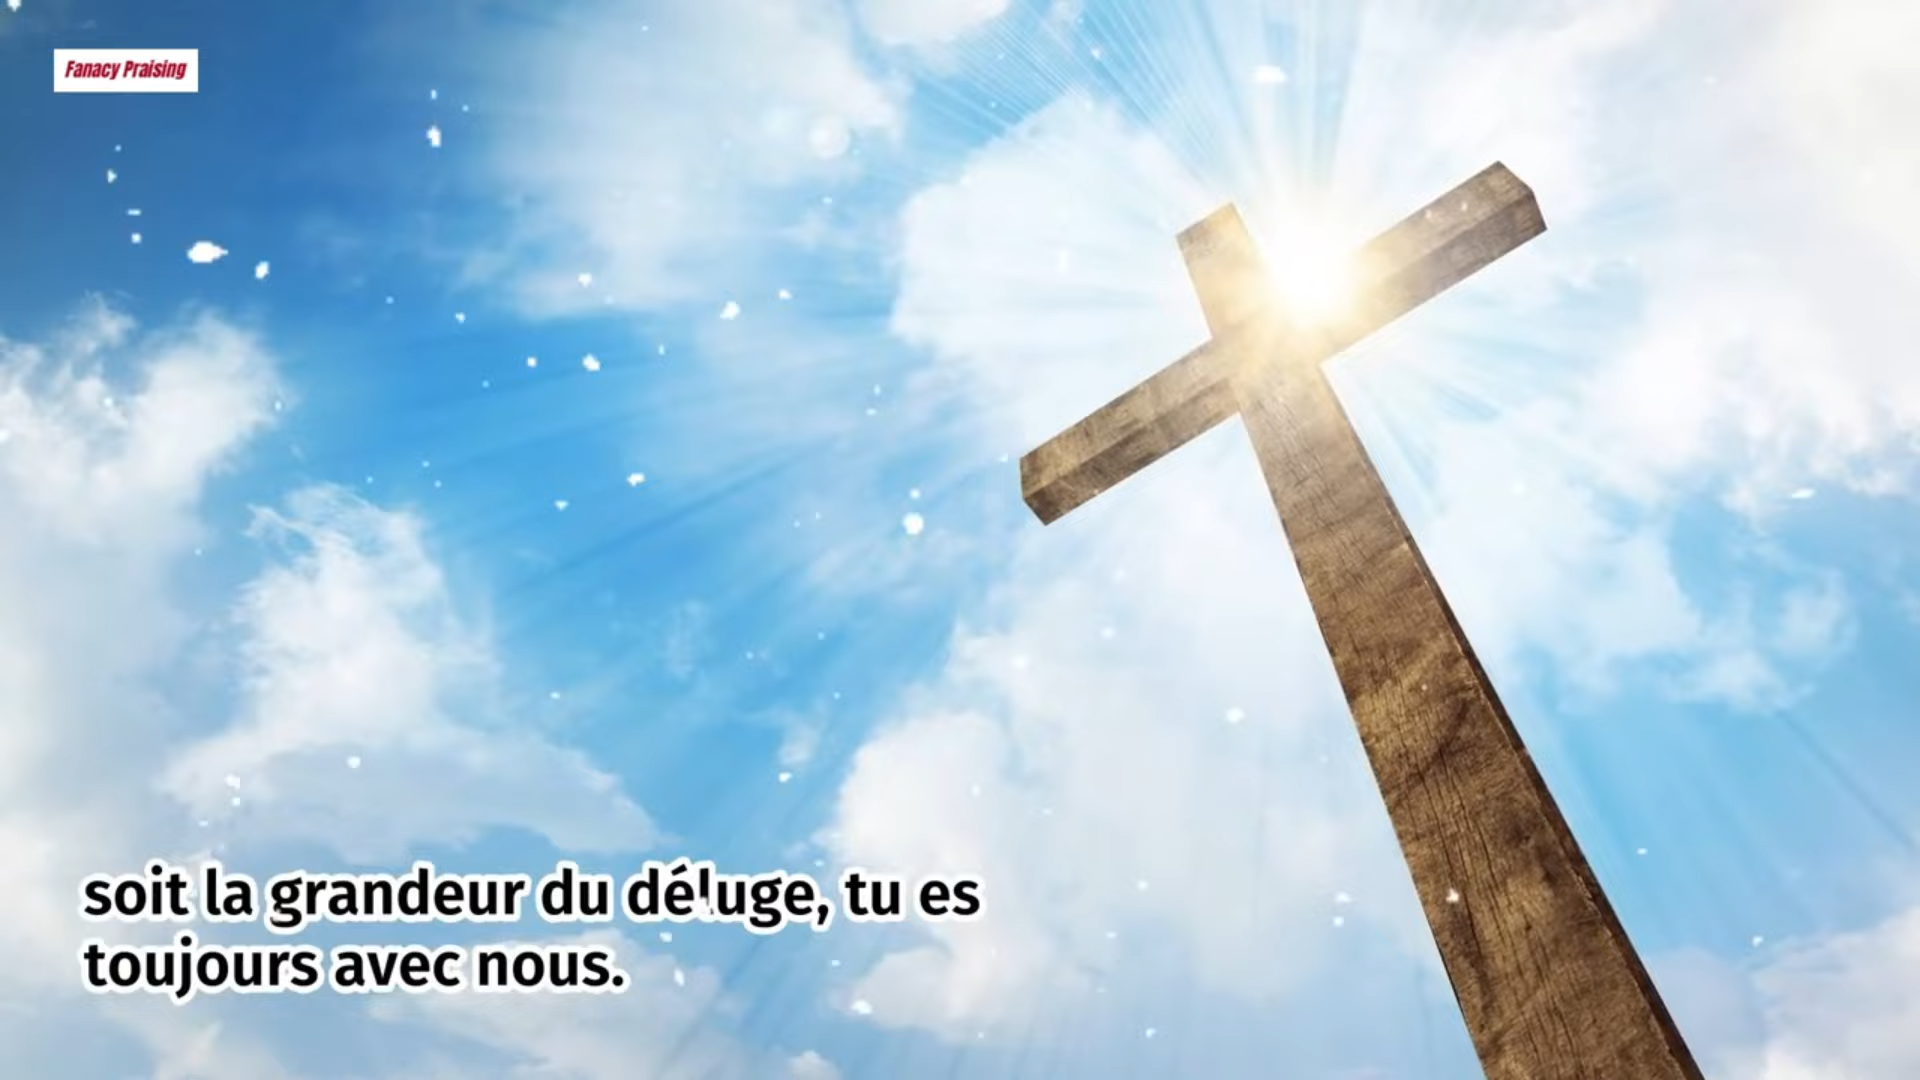 Fanacy Praising
soit la grandeur du déluge, tu es
toujours avec nous.